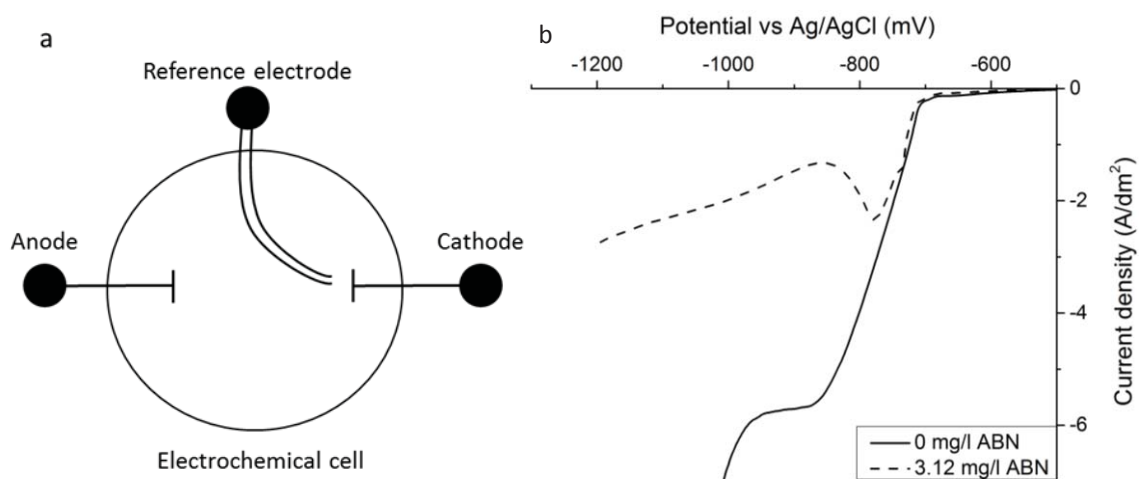 a
Reference electrode
Anode
Cathode
Electrochemical cell
b
Potential vs Ag/AgCl (mV)
-1200 -1000 -800 -600
0
-2
-4
-6
Current density (A/dm²)
0 mg/l ABN
3.12 mg/l ABN